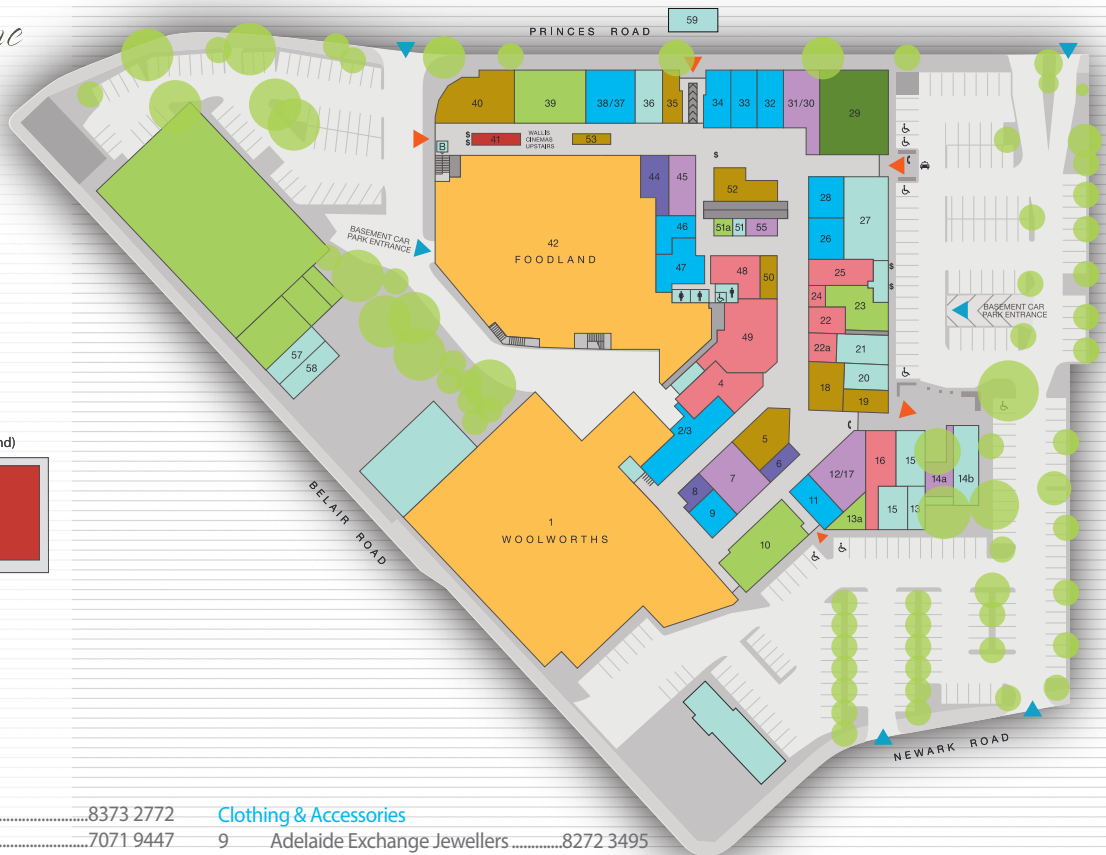 PRINCES ROAD
59
40
39
38/37
36
35
34
33
32
31/30
29
$
$
41
WALLIS
CINEMAS
UPSTAIRS
53
B
$
44
45
52
28
27
42
FOODLAND
BASEMENT CAR
PARK ENTRANCE
46
51a
51
55
26
47
48
50
25
$
$
24
23
BASEMENT CAR
PARK ENTRANCE
22
49
22a
21
57
58
4
18
20
19
2/3
5
6
7
8
9
12/17
11
16
15
14a
14b
13a
15
13
10
nd)
1
WOOLWORTHS
BELAIR ROAD
NEWARK ROAD
8373 2772
Clothing & Accessories
7071 9447
9 Adelaide Exchange Jewellers .............8272 3495